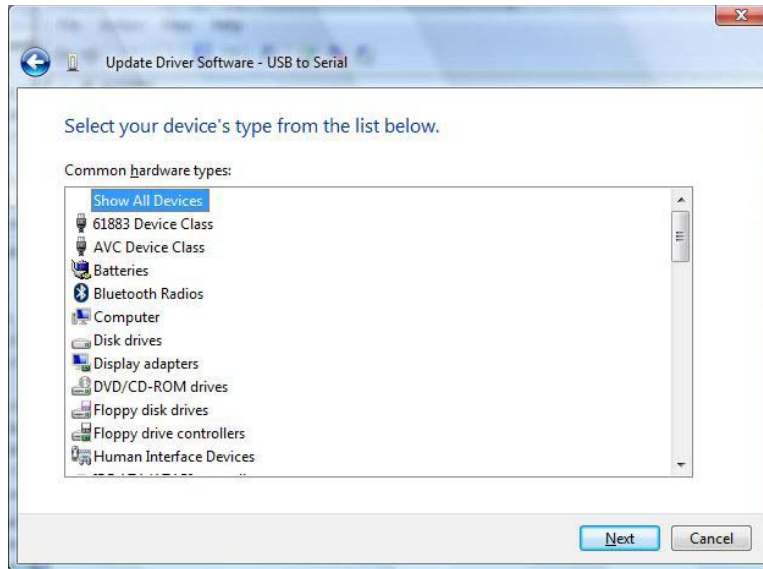 Update Driver Software - USB to Serial
Select your device's type from the list below.
Common hardware types:
Show All Devices
61883 Device Class
AVC Device Class
Batteries
Bluetooth Radios
Computer
Disk drives
Display adapters
DVD/CD-ROM drives
Floppy disk drives
Floppy drive controllers
Human Interface Devices
Next Cancel